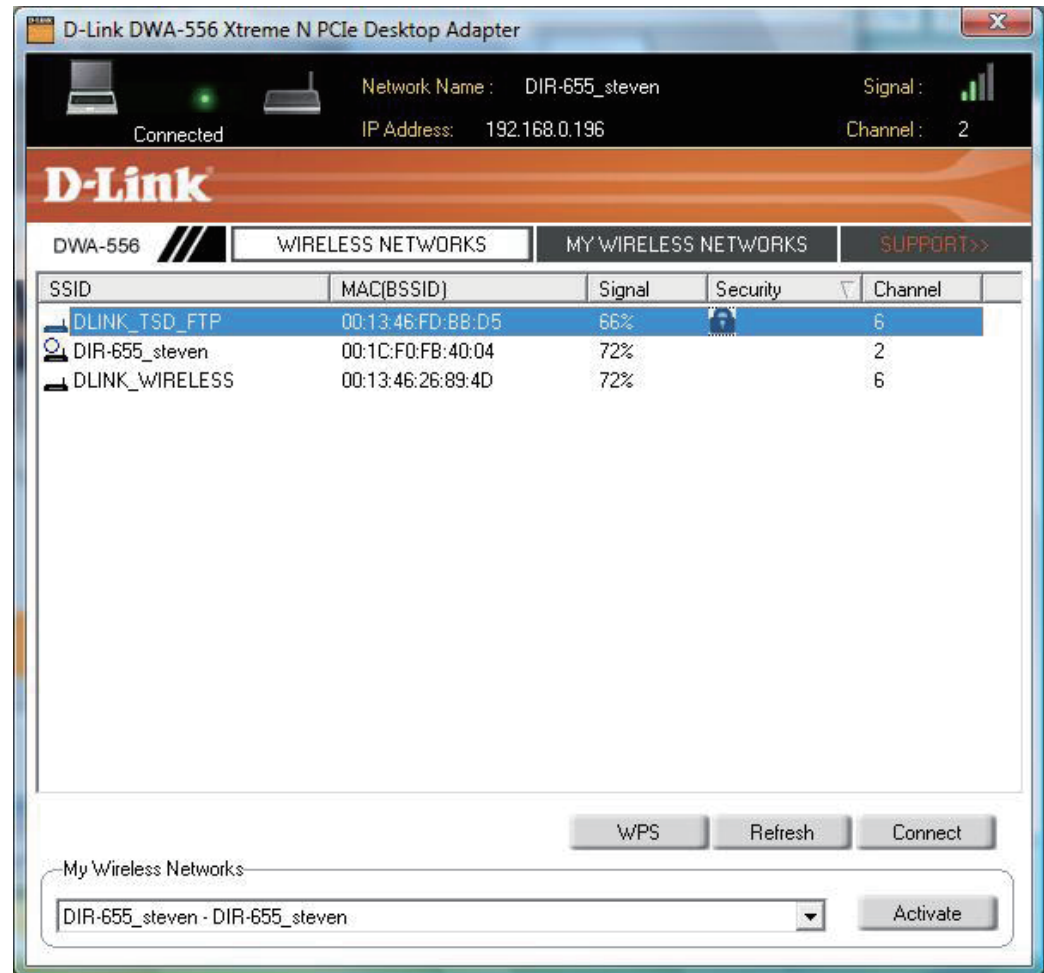 D-Link DWA-556 Xtreme N PCIe Desktop Adapter
Network Name : DIR-655_steven Signal :
Connected IP Address: 192.168.0.196 Channel : 2
D-Link
DWA-556 WIRELESS NETWORKS MY WIRELESS NETWORKS SUPPORT>>
SSID MAC(BSSID) Signal Security Channel
DLINK_TSD_FTP 00:13:46:FD:BB:D5 66% 6
DIR-655_steven 00:1C:F0:FB:40:04 72% 2
DLINK_WIRELESS 00:13:46:26:89:4D 72% 6
WPS Refresh Connect
My Wireless Networks
DIR-655_steven - DIR-655_steven Activate